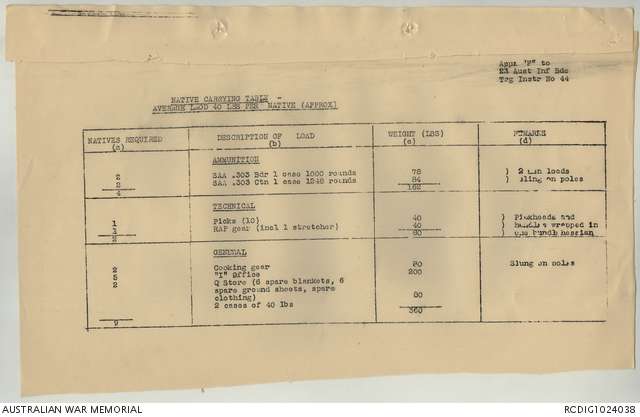 Appx "F" to
23 Aust Inf Bde
Trg Instr No 44
NATIVE CARRYING TABLE -
AVERAGE LOAD 40 LBS PER NATIVE (APPROX)
NATIVES REQUIRED DESCRIPTION OF LOAD WEIGHT (LBS) REMARKS
(a) (b) (c) (d)
AMMUNITION
2 SAA .303 Bdr 1 case 1000 rounds 78 ) 2 man loads
2 SAA .303 Ctn 1 case 1248 rounds 84 ) Sling on poles
4 162
TECHNICAL
1 Picks (10) 40 ) Pickheads and
1 RAP gear (incl 1 stretcher) 40 ) handles wrapped in
2 80 ) one bundle hessian
GENERAL
2 Cooking gear 80 Slung on poles
5 "I" Office 200
2 Q Store (6 spare blankets, 6
spare ground sheets, spare 80
clothing)
2 cases of 40 lbs
9 360
AUSTRALIAN WAR MEMORIAL RCDIG1024038